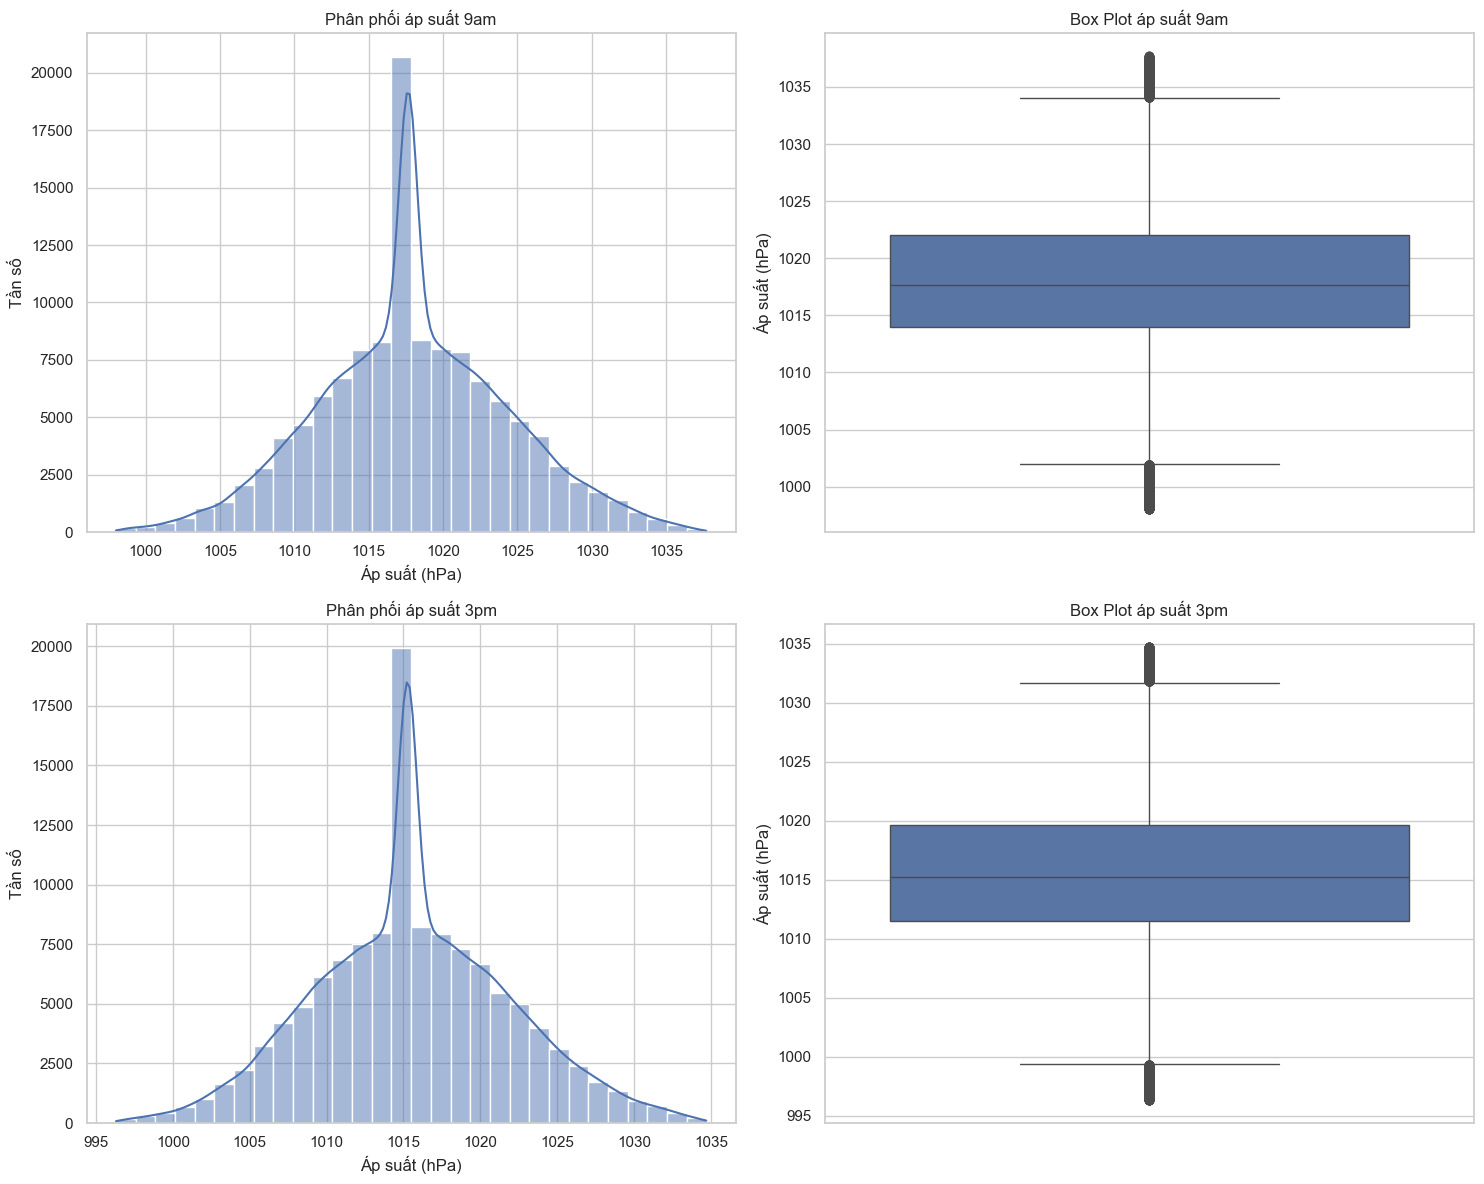 Phân phối áp suất 9am
20000
17500
15000
12500
10000
7500
5000
2500
0
Tần số
1000 1005 1010 1015 1020 1025 1030 1035
Áp suất (hPa)
Box Plot áp suất 9am
1035
1030
1025
1020
1015
1010
1005
1000
Áp suất (hPa)
Phân phối áp suất 3pm
20000
17500
15000
12500
10000
7500
5000
2500
0
Tần số
995 1000 1005 1010 1015 1020 1025 1030 1035
Áp suất (hPa)
Box Plot áp suất 3pm
1035
1030
1025
1020
1015
1010
1005
1000
995
Áp suất (hPa)